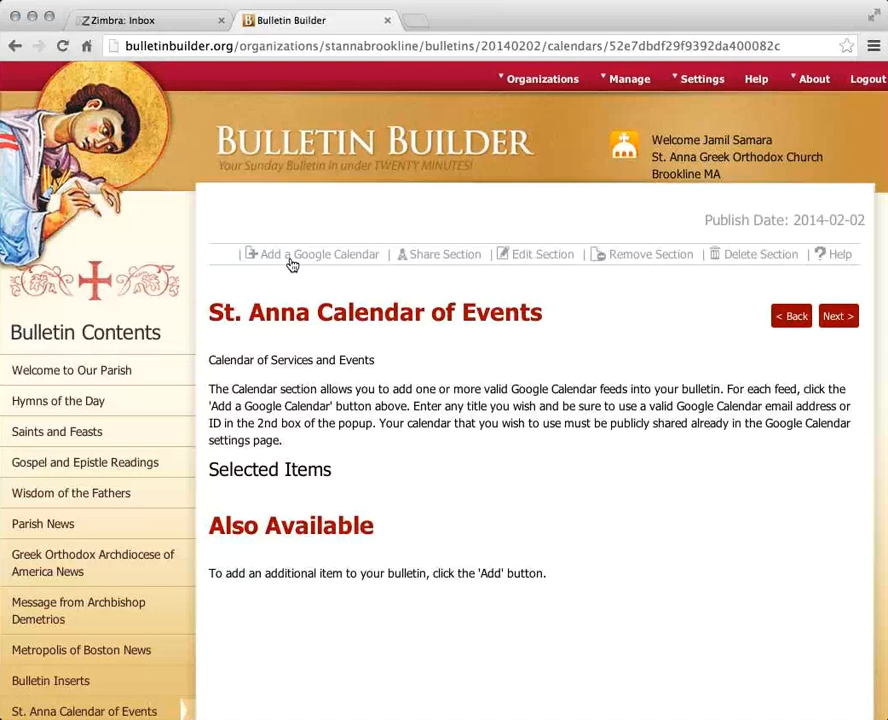 Zimbra: Inbox
Bulletin Builder
bulletinbuilder.org/organizations/stannabrookline/bulletins/20140202/calendars/52e7dbdf29f9392da400082c
Organizations Manage Settings Help About Logout
BULLETIN BUILDER
Your Sunday Bulletin in under TWENTY MINUTES!
Welcome Jamil Samara
St. Anna Greek Orthodox Church
Brookline MA
Publish Date: 2014-02-02
| Add a Google Calendar | Share Section | Edit Section | Remove Section | Delete Section | Help
St. Anna Calendar of Events
< Back Next >
Calendar of Services and Events
The Calendar section allows you to add one or more valid Google Calendar feeds into your bulletin. For each feed, click the
'Add a Google Calendar' button above. Enter any title you wish and be sure to use a valid Google Calendar email address or
ID in the 2nd box of the popup. Your calendar that you wish to use must be publicly shared already in the Google Calendar
settings page.
Selected Items
Also Available
To add an additional item to your bulletin, click the 'Add' button.
Bulletin Contents
Welcome to Our Parish
Hymns of the Day
Saints and Feasts
Gospel and Epistle Readings
Wisdom of the Fathers
Parish News
Greek Orthodox Archdiocese of
America News
Message from Archbishop
Demetrios
Metropolis of Boston News
Bulletin Inserts
St. Anna Calendar of Events